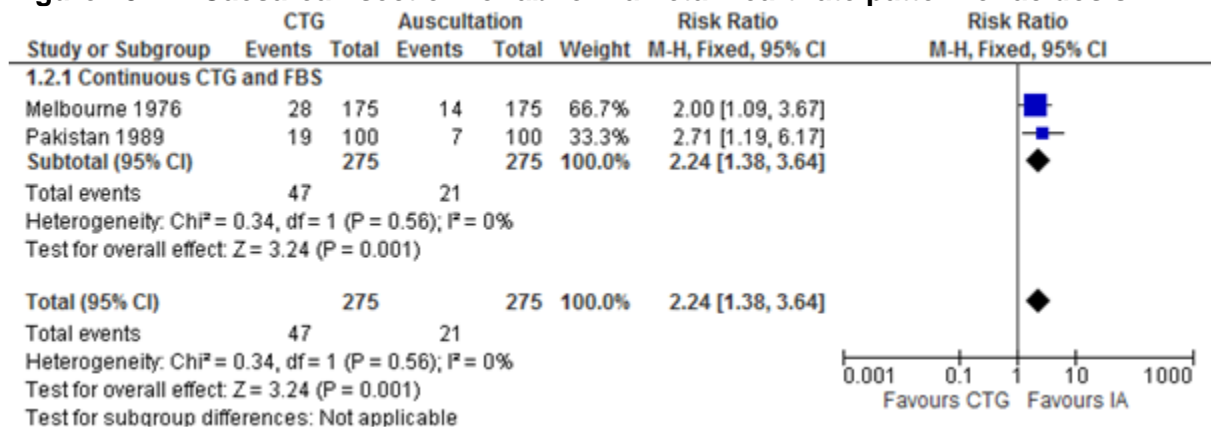 CTG Auscultation Risk Ratio Risk Ratio
Study or Subgroup Events Total Events Total Weight M-H, Fixed, 95% CI M-H, Fixed, 95% CI
1.2.1 Continuous CTG and FBS
Melbourne 1976 28 175 14 175 66.7% 2.00 [1.09, 3.67]
Pakistan 1989 19 100 7 100 33.3% 2.71 [1.19, 6.17]
Subtotal (95% CI) 275 275 100.0% 2.24 [1.38, 3.64]
Total events 47 21
Heterogeneity: Chi² = 0.34, df = 1 (P = 0.56); I² = 0%
Test for overall effect: Z = 3.24 (P = 0.001)
Total (95% CI) 275 275 100.0% 2.24 [1.38, 3.64]
Total events 47 21
Heterogeneity: Chi² = 0.34, df = 1 (P = 0.56); I² = 0%
Test for overall effect: Z = 3.24 (P = 0.001)
Test for subgroup differences: Not applicable
0.001 0.1 1 10 1000
Favours CTG Favours IA